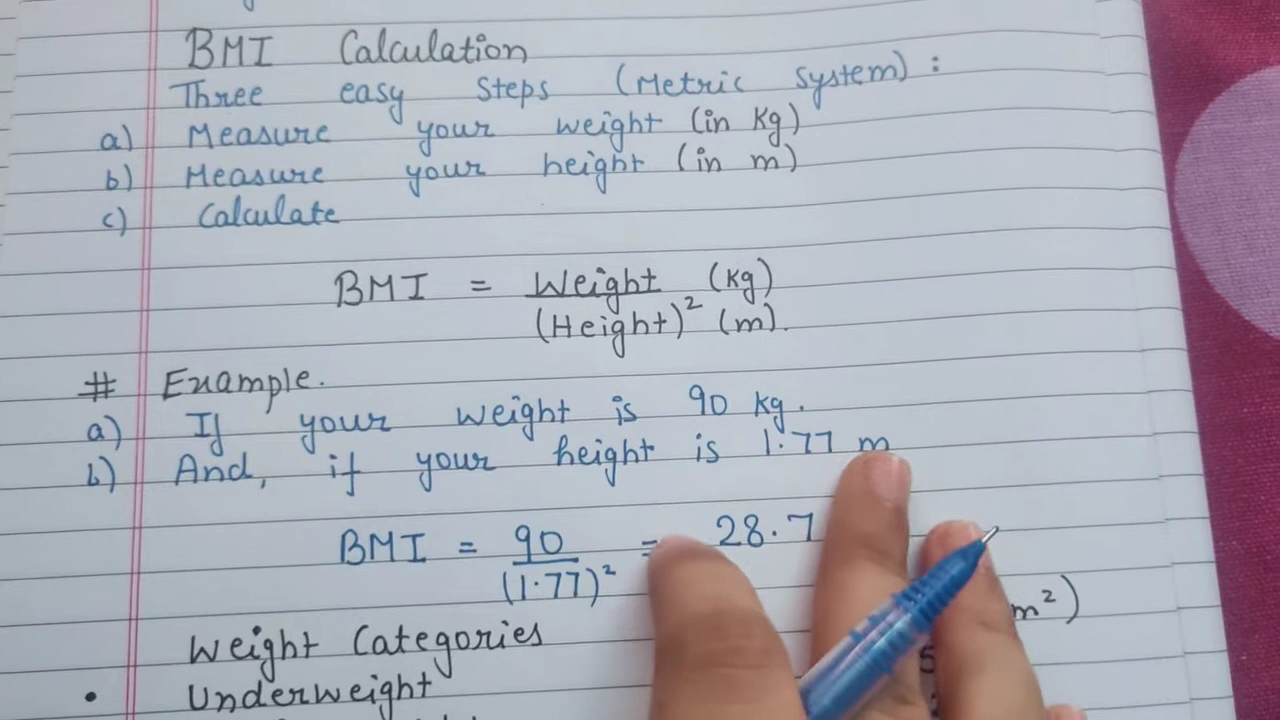 BMI Calculation
Three easy Steps (Metric System) :
a) Measure your weight (in Kg)
b) Measure your height (in m)
c) Calculate
BMI = Weight (Kg)
(Height)² (m).
# Example.
a) If your weight is 90 kg.
b) And, if your height is 1.77 m
BMI = 90 = 28.7
(1.77)²
m²)
Weight Categories
5
• Underweight